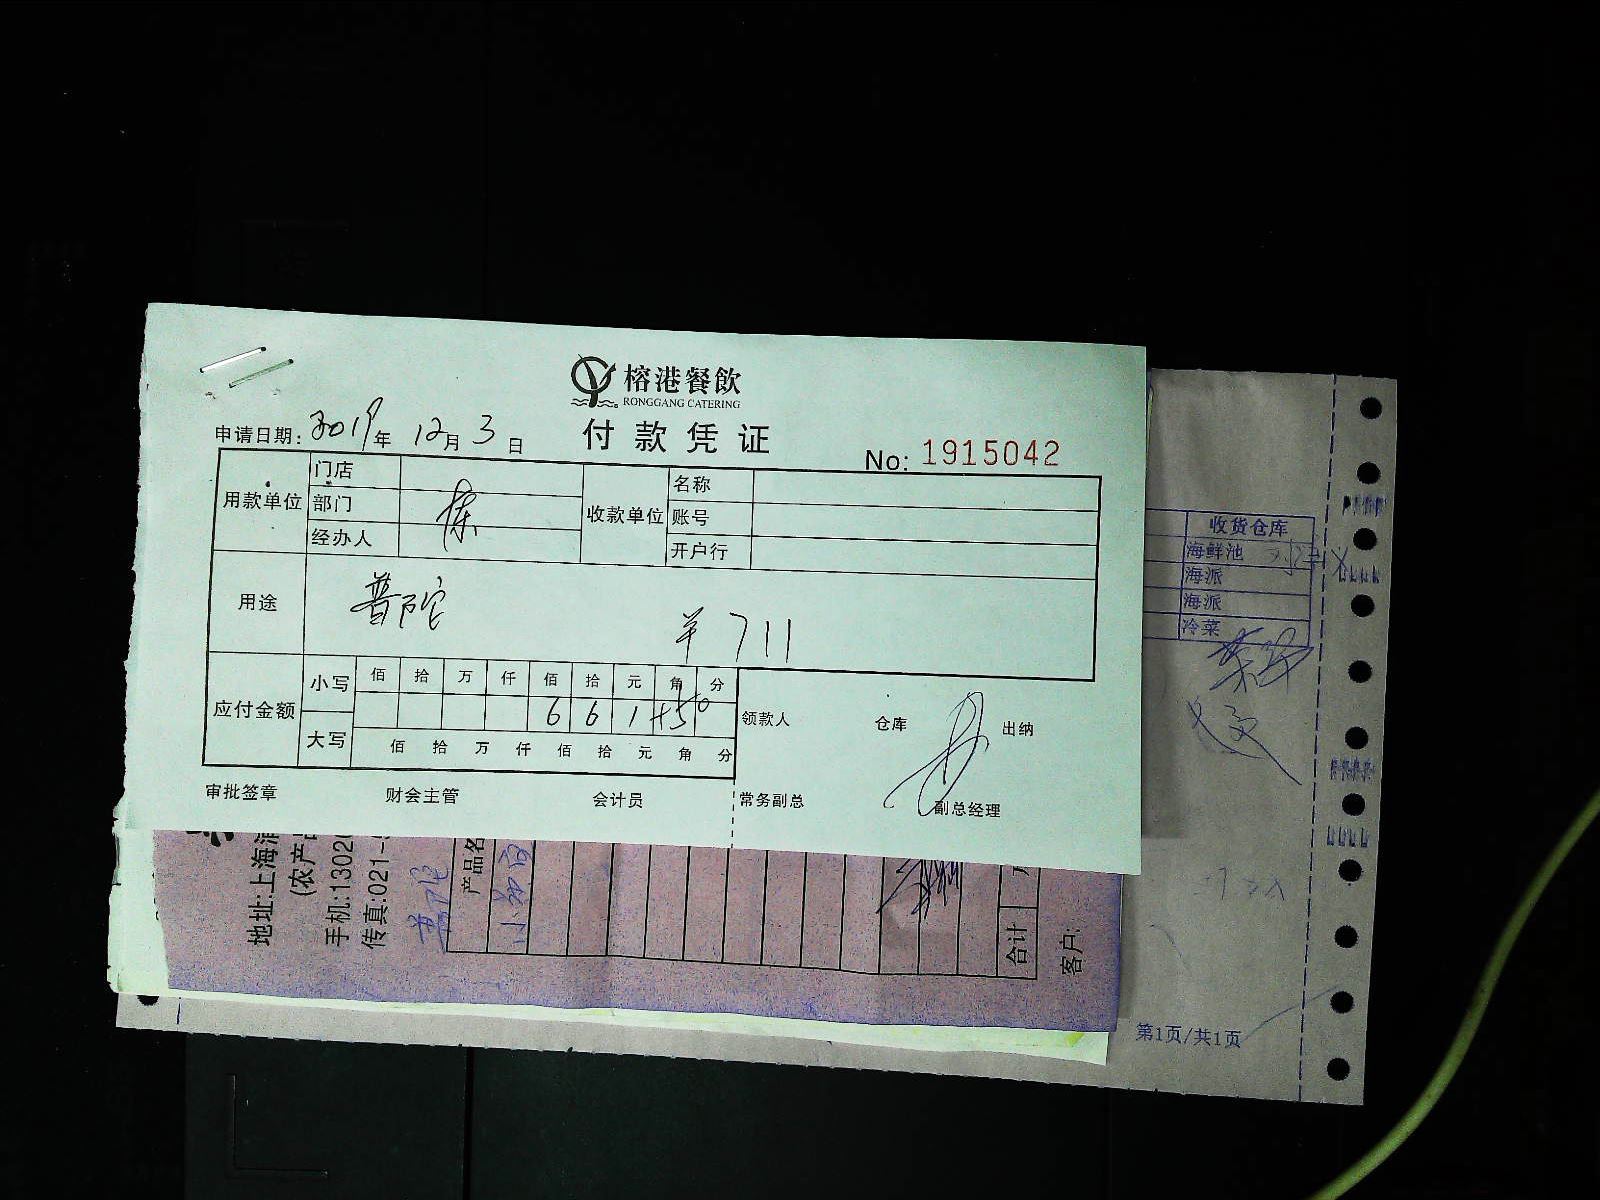 榕港餐飲
RONGGANG CATERING
付款凭证
申请日期: 2019年 12月 3日
No: 1915042
用款单位 门店 收款单位 名称
部门 账号
经办人 开户行
用途 普陀 ¥ 711
应付金额 小写 佰 拾 万 仟 佰 拾 元 角 分
6 6 1 +50
大写 佰 拾 万 仟 佰 拾 元 角 分
领款人 仓库 出纳
审批签章 财会主管 会计员 常务副总 副总经理
收货仓库
海鲜池
海派
海派
冷菜
第1页/共1页
地址:上海
(农产
手机:1302
传真:021-
普陀
产品名
合计
客户: